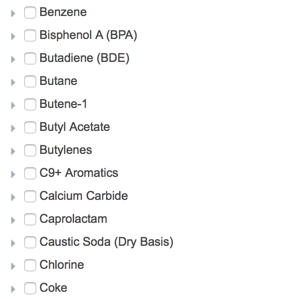 Benzene
Bisphenol A (BPA)
Butadiene (BDE)
Butane
Butene-1
Butyl Acetate
Butylenes
C9+ Aromatics
Calcium Carbide
Caprolactam
Caustic Soda (Dry Basis)
Chlorine
Coke